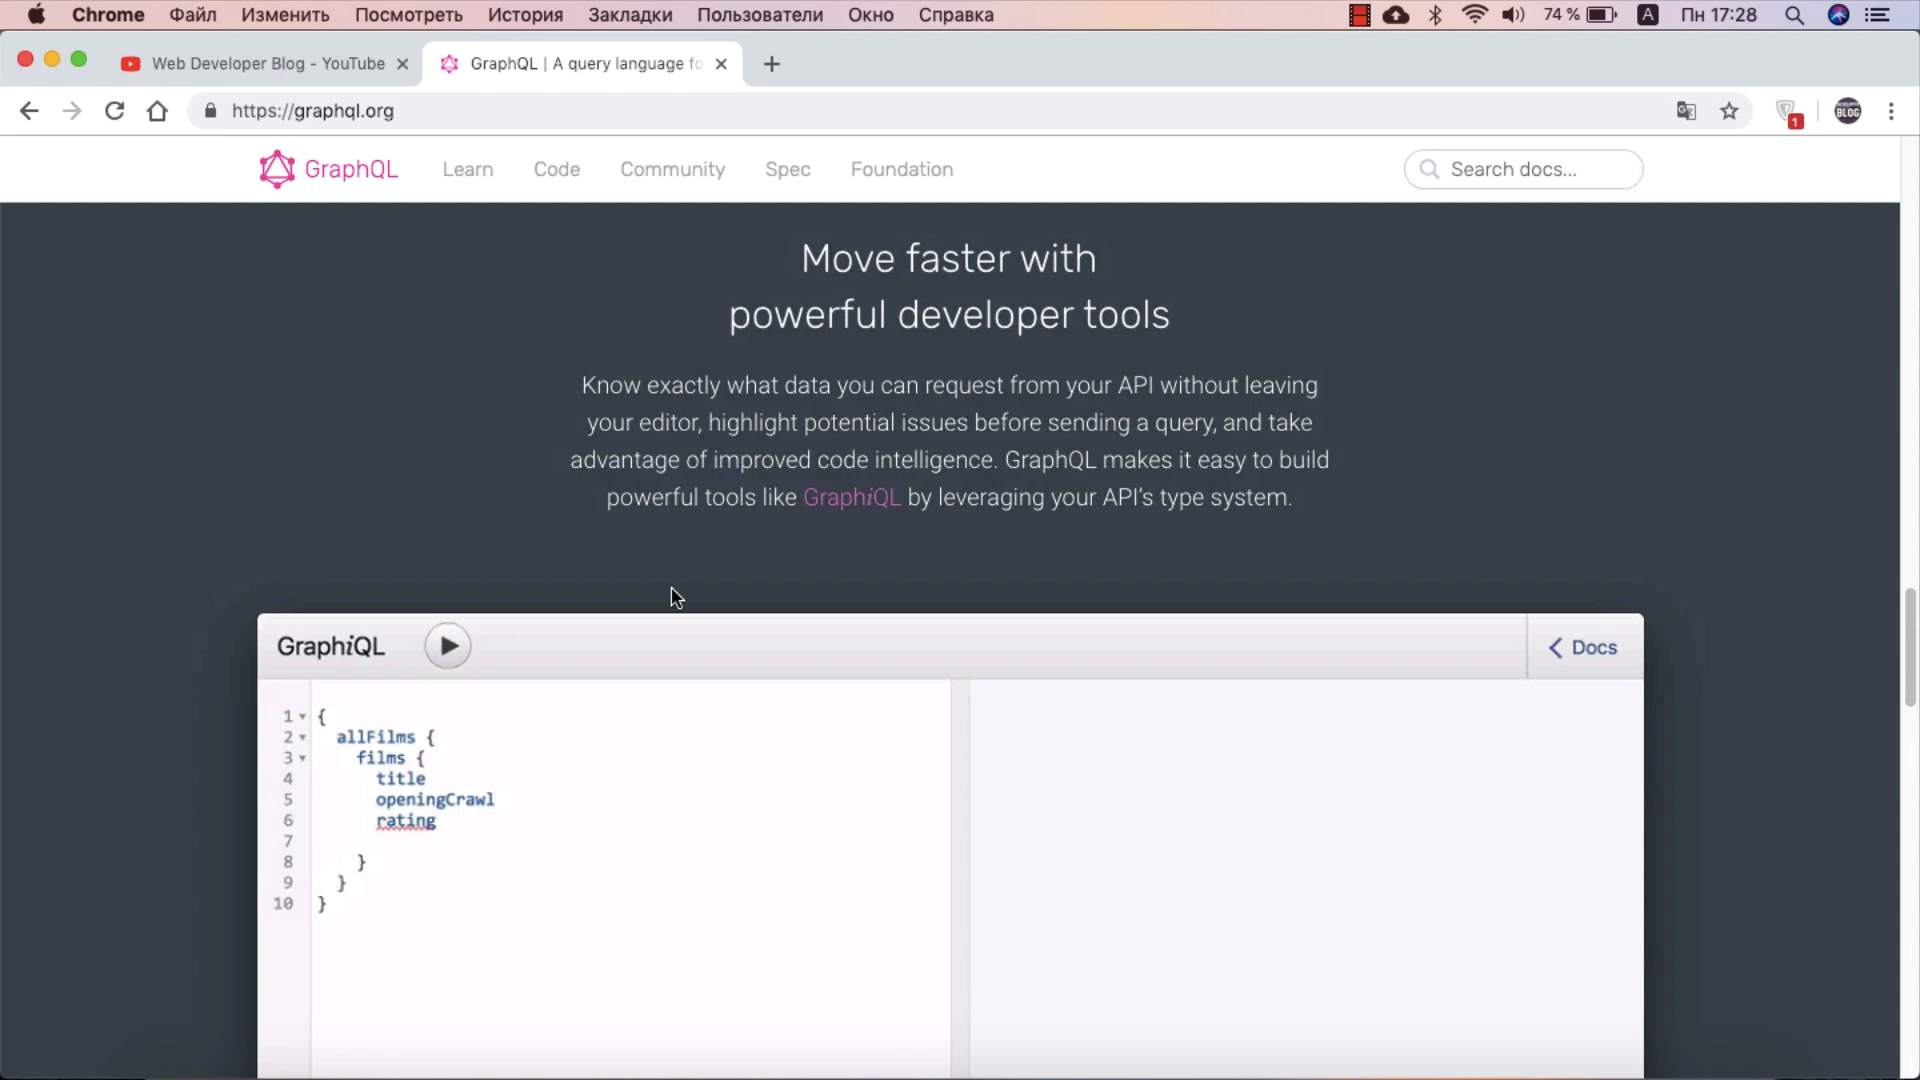 Chrome Файл Изменить Посмотреть История Закладки Пользователи Окно Справка 74 % A Пн 17:28
Web Developer Blog - YouTube GraphQL | A query language fo
https://graphql.org 1 BLOG
GraphQL Learn Code Community Spec Foundation Search docs...
Move faster with
powerful developer tools
Know exactly what data you can request from your API without leaving
your editor, highlight potential issues before sending a query, and take
advantage of improved code intelligence. GraphQL makes it easy to build
powerful tools like GraphiQL by leveraging your API’s type system.
GraphiQL Docs
1 {
2 allFilms {
3 films {
4 title
5 openingCrawl
6 rating
7
8 }
9 }
10 }